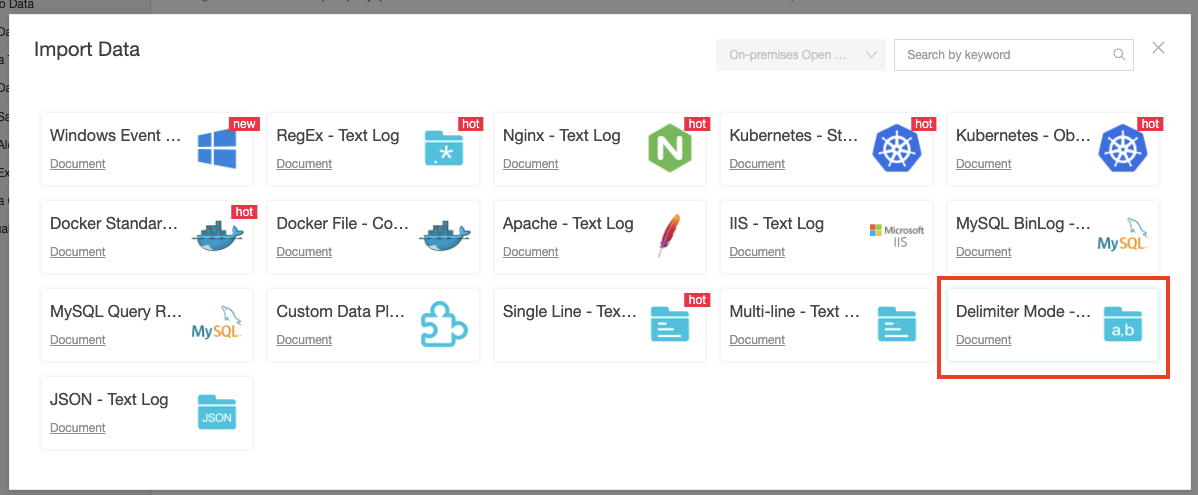 o Data
Import Data
On-premises Open ...
Search by keyword
Windows Event ...
new
Document
RegEx - Text Log
hot
.*
Document
Nginx - Text Log
hot
N
Document
Kubernetes - St...
hot
Document
Kubernetes - Ob...
hot
Document
Docker Standar...
hot
Document
Docker File - Co...
Document
Apache - Text Log
Document
IIS - Text Log
Microsoft
IIS
Document
MySQL BinLog -...
MySQL
Document
MySQL Query R...
MySQL
Document
Custom Data Pl...
Document
Single Line - Tex...
hot
Document
Multi-line - Text ...
Document
Delimiter Mode -...
a,b
Document
JSON - Text Log
JSON
Document